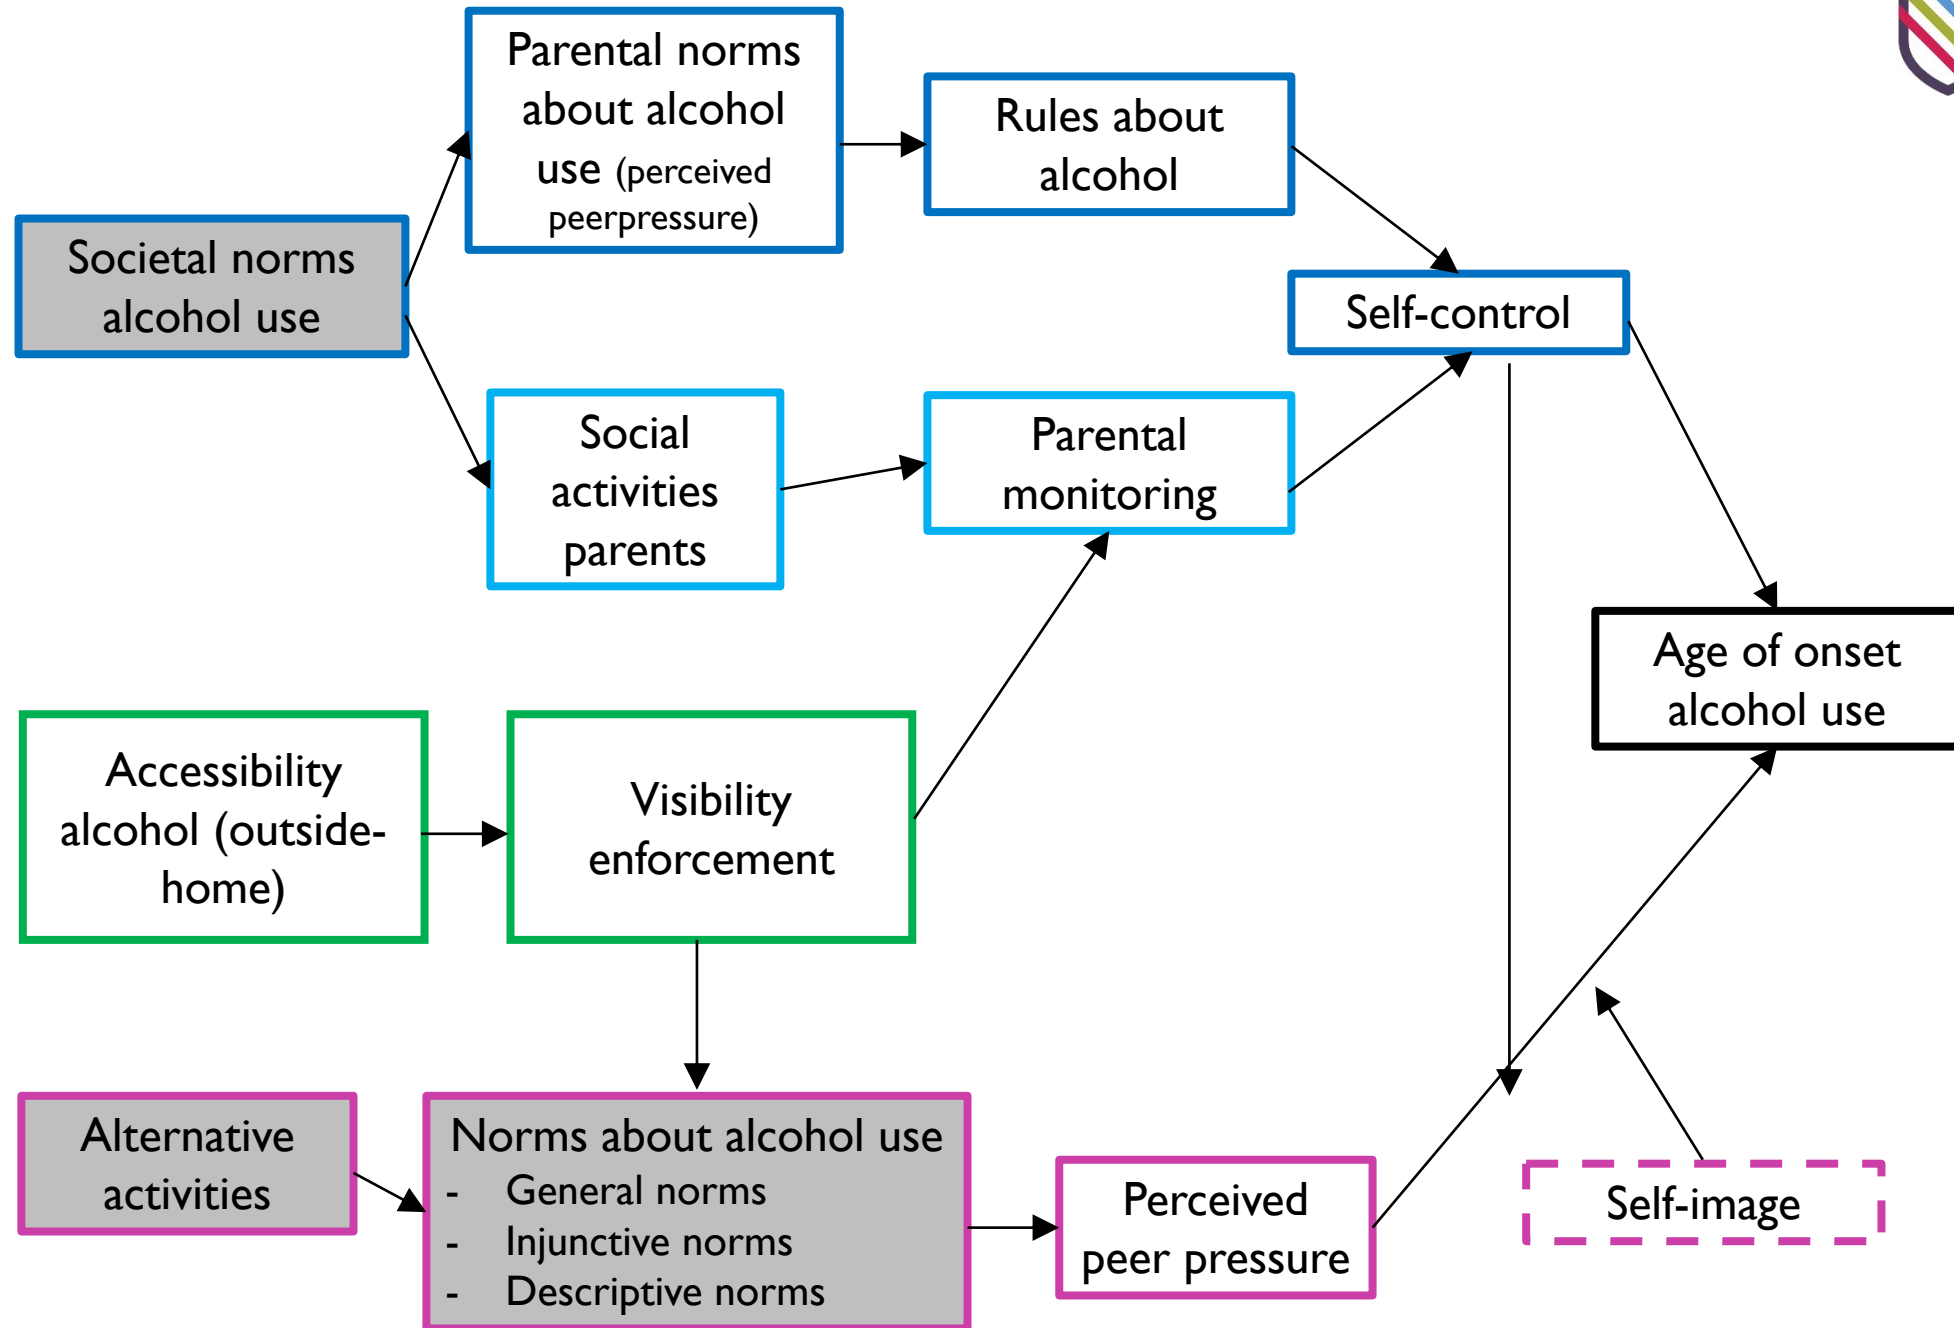 Parental norms
about alcohol
use (perceived
peerpressure)
Rules about
alcohol
Societal norms
alcohol use
Self-control
Social
activities
parents
Parental
monitoring
Age of onset
alcohol use
Accessibility
alcohol (outside-
home)
Visibility
enforcement
Alternative
activities
Norms about alcohol use
- General norms
- Injunctive norms
- Descriptive norms
Perceived
peer pressure
Self-image